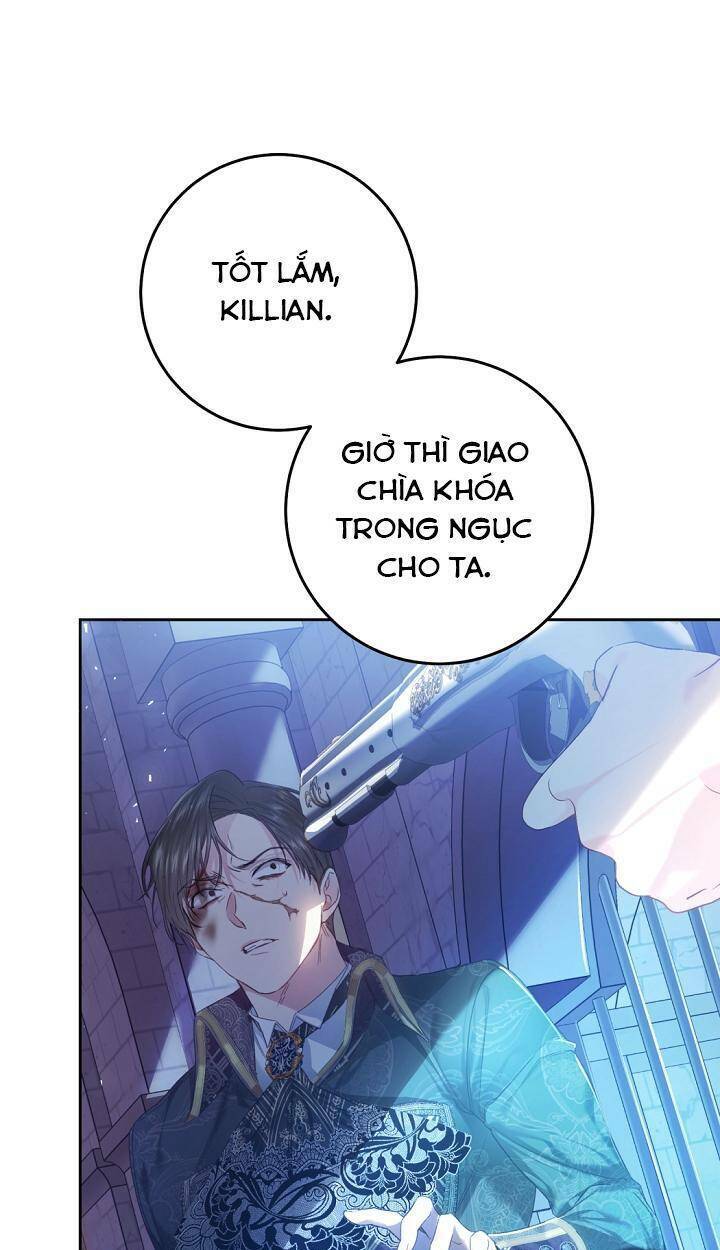 TỐT LẮM,
KILLIAN.
GIỜ THÌ GIAO
CHÌA KHÓA
TRONG NGỤC
CHO TA.